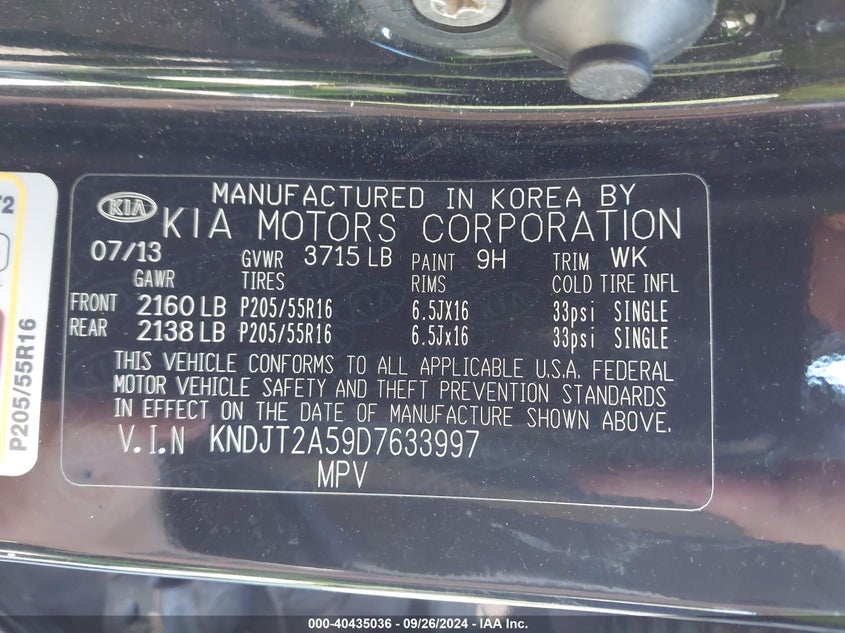 MANUFACTURED IN KOREA BY
KIA KIA MOTORS CORPORATION
07/13 GVWR 3715 LB PAINT 9H TRIM WK
GAWR TIRES RIMS COLD TIRE INFL
FRONT 2160 LB P205/55R16 6.5JX16 33psi SINGLE
REAR 2138 LB P205/55R16 6.5Jx16 33psi SINGLE
THIS VEHICLE CONFORMS TO ALL APPLICABLE U.S.A. FEDERAL
MOTOR VEHICLE SAFETY AND THEFT PREVENTION STANDARDS
IN EFFECT ON THE DATE OF MANUFACTURE SHOWN ABOVE.
V.I.N KNDJT2A59D7633997
MPV
P205/55R16
000-40435036 - 09/26/2024 - IAA Inc.